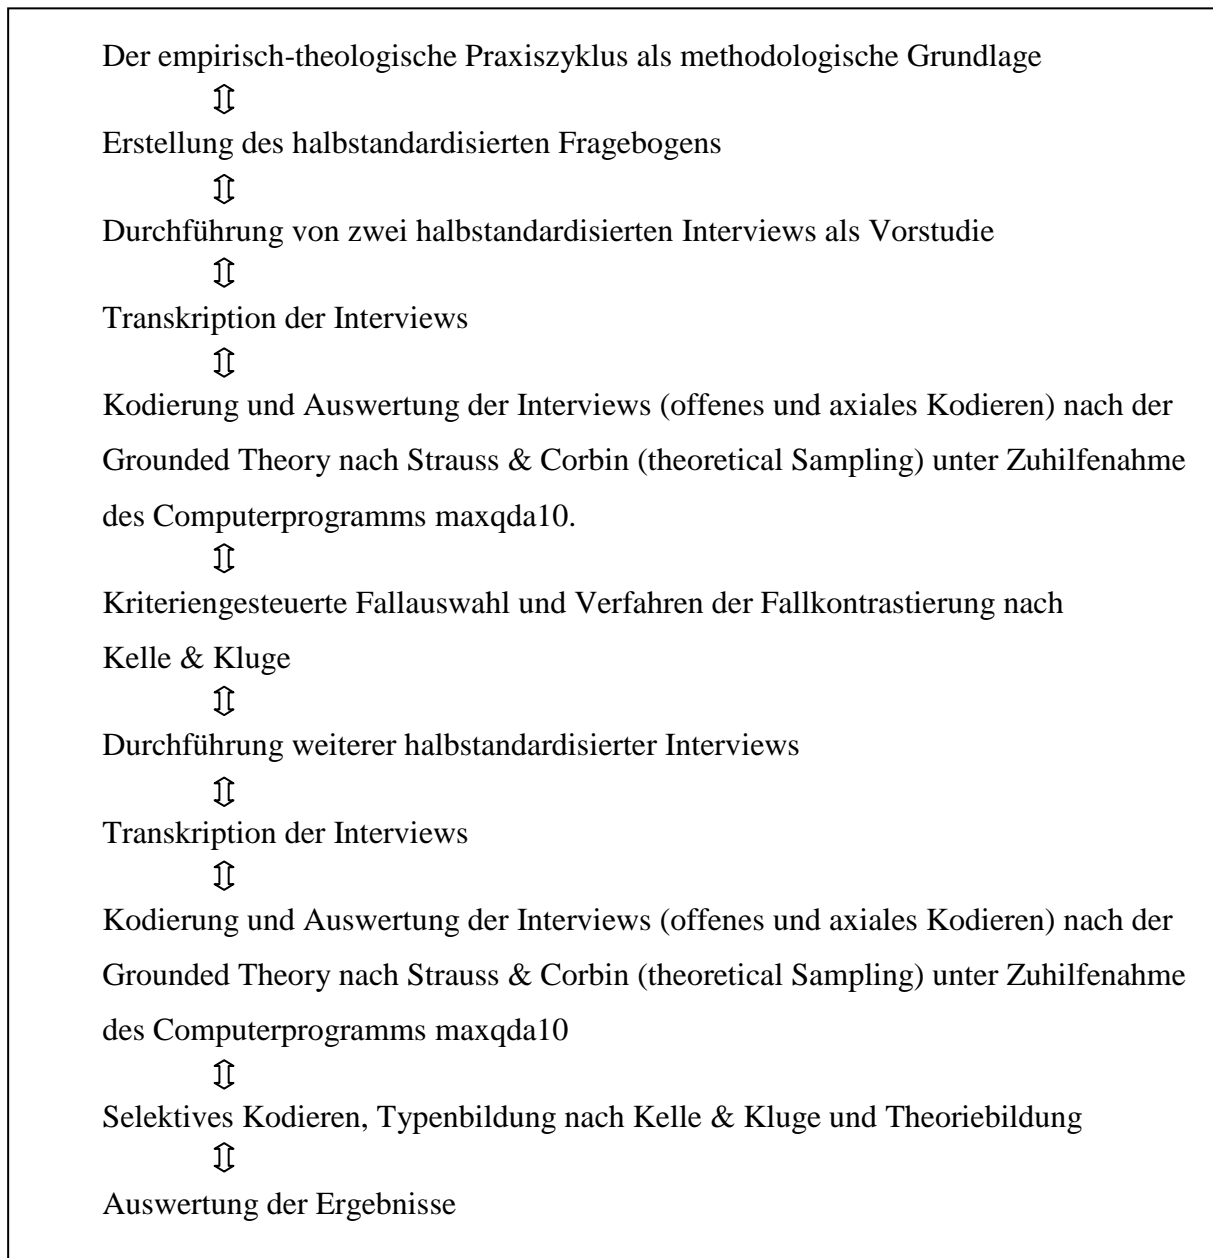 Der empirisch-theologische Praxiszyklus als methodologische Grundlage
⇕
Erstellung des halbstandardisierten Fragebogens
⇕
Durchführung von zwei halbstandardisierten Interviews als Vorstudie
⇕
Transkription der Interviews
⇕
Kodierung und Auswertung der Interviews (offenes und axiales Kodieren) nach der
Grounded Theory nach Strauss & Corbin (theoretical Sampling) unter Zuhilfenahme
des Computerprogramms maxqda10.
⇕
Kriteriengesteuerte Fallauswahl und Verfahren der Fallkontrastierung nach
Kelle & Kluge
⇕
Durchführung weiterer halbstandardisierter Interviews
⇕
Transkription der Interviews
⇕
Kodierung und Auswertung der Interviews (offenes und axiales Kodieren) nach der
Grounded Theory nach Strauss & Corbin (theoretical Sampling) unter Zuhilfenahme
des Computerprogramms maxqda10
⇕
Selektives Kodieren, Typenbildung nach Kelle & Kluge und Theoriebildung
⇕
Auswertung der Ergebnisse